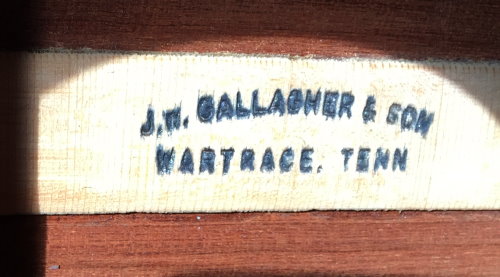 J.W. GALLAGHER & SON
WARTRACE, TENN